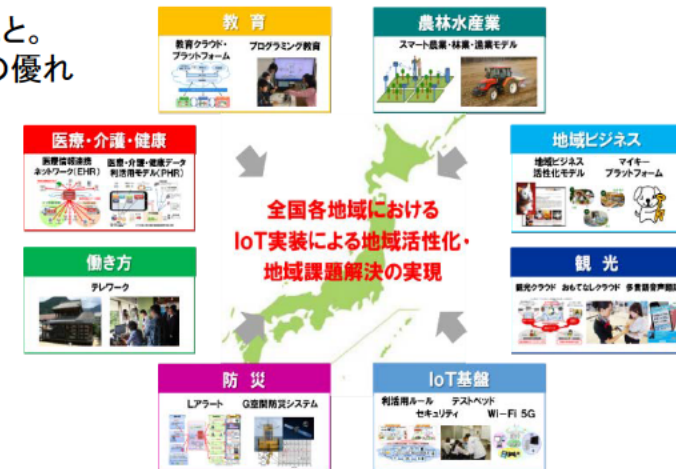 と。
の優れ
教 育
教育クラウド・
プラットフォーム
プログラミング教育
農林水産業
スマート農業・林業・漁業モデル
医療・介護・健康
医療情報連携
ネットワーク(EHR)
医療・介護・健康データ
利活用モデル(PHR)
地域ビジネス
地域ビジネス
活性化モデル
マイキー
プラットフォーム
全国各地域における
IoT実装による地域活性化・
地域課題解決の実現
働き方
テレワーク
観 光
観光クラウド おもてなしクラウド 多言語音声翻訳
防 災
Lアラート G空間防災システム
IoT基盤
利活用ルール テストベッド
セキュリティ Wi-Fi 5G